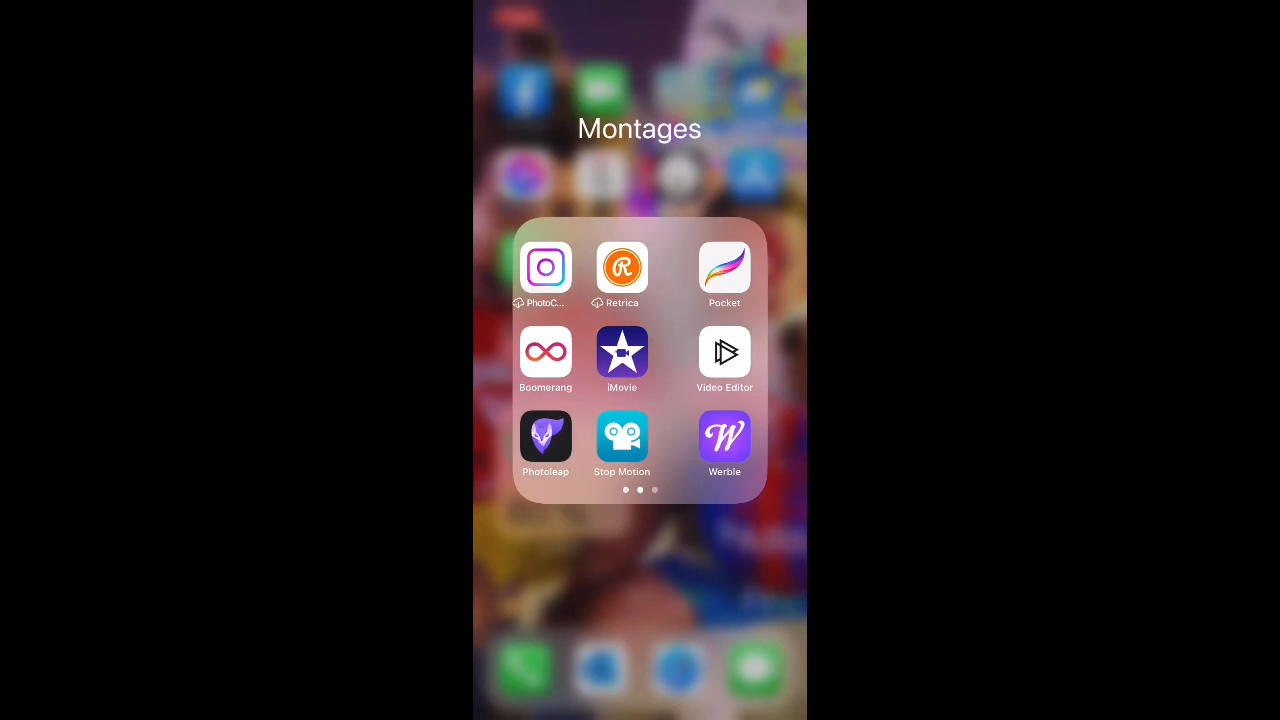 Montages
PhotoC...
Retrica
Pocket
Boomerang
iMovie
Video Editor
Photoleap
Stop Motion
Werble